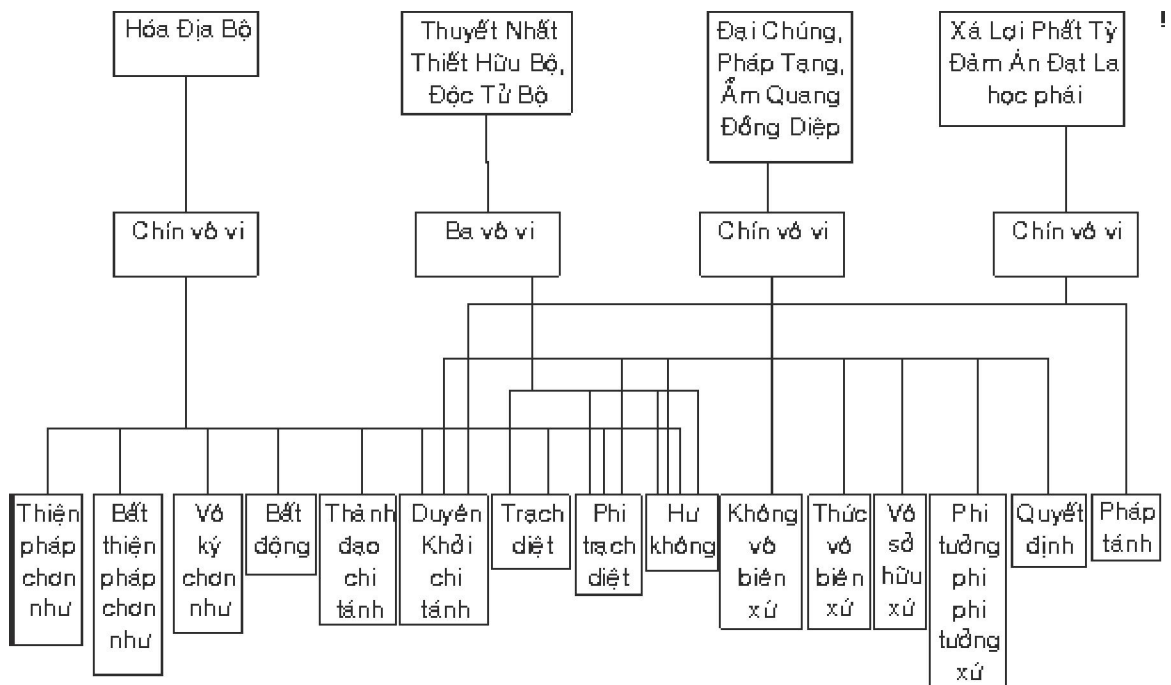 Hóa Địa Bộ
Thuyết Nhất
Thiết Hữu Bộ,
Độc Tử Bộ
Đại Chúng,
Pháp Tạng,
Ẩm Quang
Đồng Diệp
Xá Lợi Phất Tỳ
Đàm Án Đạt La
học phái
Chín vô vi
Ba vô vi
Chín vô vi
Chín vô vi
Thiện
pháp
chơn
như
Bất
thiện
pháp
chơn
như
Vô
ký
chơn
như
Bất
động
Thành
đạo
chi
tánh
Duyên
Khởi
chi
tánh
Trạch
diệt
Phi
trạch
diệt
Hư
không
Không
vô
biên
xứ
Thức
vô
biên
xứ
Vô
sở
hữu
xứ
Phi
tưởng
phi
phi
tưởng
xứ
Quyết
định
Pháp
tánh